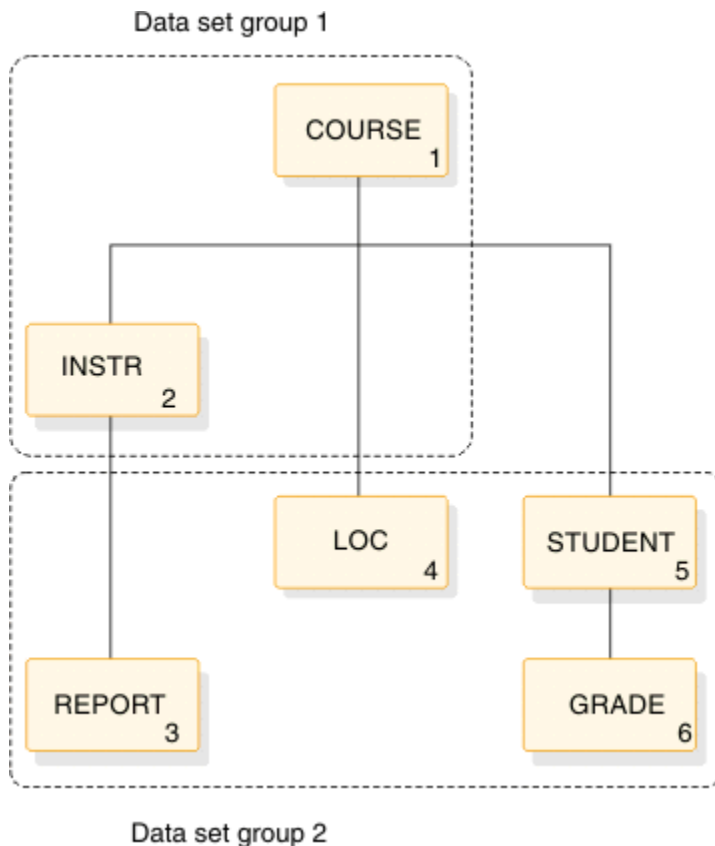 Data set group 1
COURSE
1
INSTR
2
LOC
4
STUDENT
5
REPORT
3
GRADE
6
Data set group 2